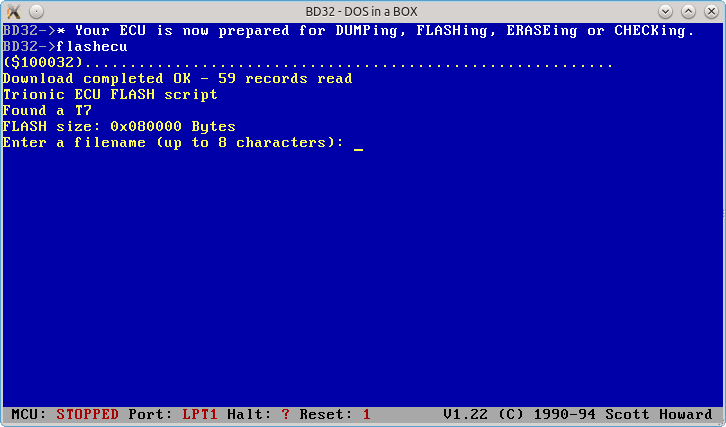 BD32 - DOS in a BOX
BD32->* Your ECU is now prepared for DUMPing, FLASHing, ERASEing or CHECKing.
BD32->flashecu
($100032)...........................................................
Download completed OK - 59 records read
Trionic ECU FLASH script
Found a T7
FLASH size: 0x080000 Bytes
Enter a filename (up to 8 characters): _
MCU: STOPPED Port: LPT1 Halt: ? Reset: 1 V1.22 (C) 1990-94 Scott Howard